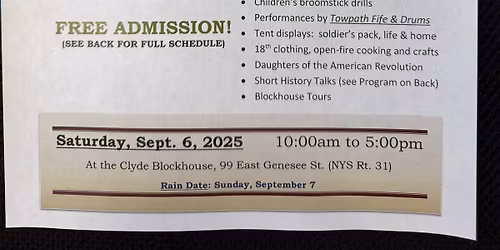 • Children's broomstick drills
• Performances by Towpath Fife & Drums
FREE ADMISSION!
(SEE BACK FOR FULL SCHEDULE)
• Tent displays: soldier's pack, life & home
• 18th clothing, open-fire cooking and crafts
• Daughters of the American Revolution
• Short History Talks (see Program on Back)
• Blockhouse Tours
Saturday, Sept. 6, 2025 10:00am to 5:00pm
At the Clyde Blockhouse, 99 East Genesee St. (NYS Rt. 31)
Rain Date: Sunday, September 7